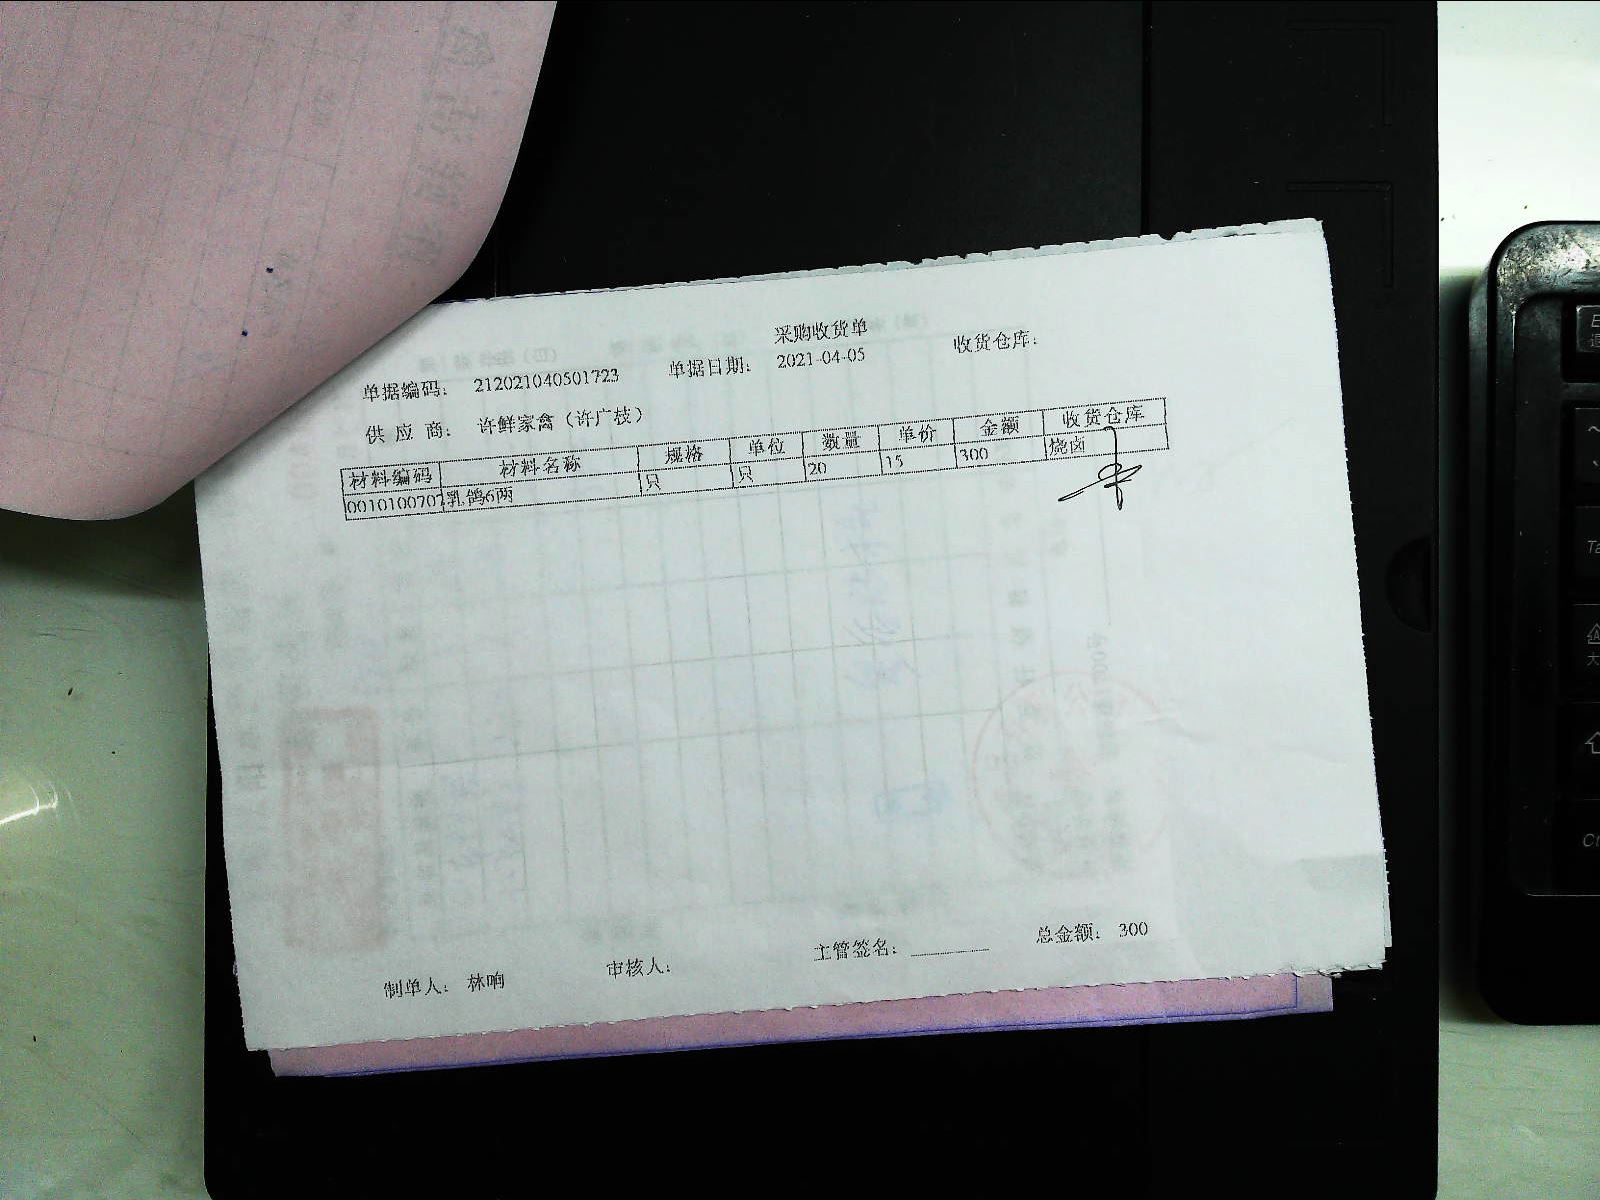 采购收货单
单据编码： 212021040501723 单据日期： 2021-04-05 收货仓库：
供 应 商： 许鲜家禽（许广枝）
材料编码 材料名称 规格 单位 数量 单价 金额 收货仓库
0010100707 乳鸽6两 只 只 20 15 300 烧卤
制单人： 林响 审核人： 主管签名： 总金额： 300